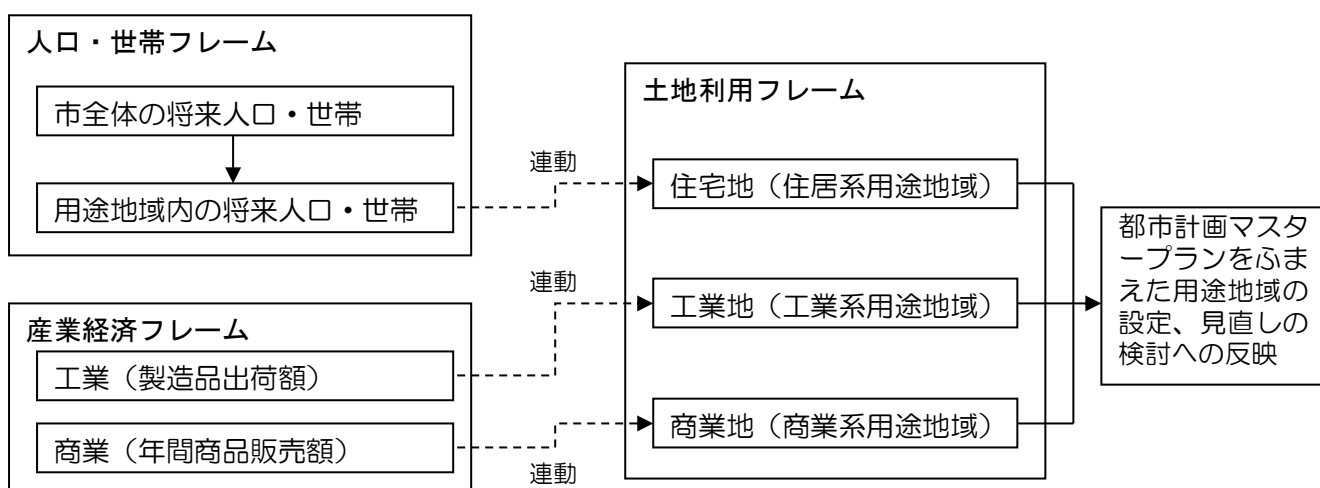 人口・世帯フレーム
市全体の将来人口・世帯
用途地域内の将来人口・世帯
産業経済フレーム
工業（製造品出荷額）
商業（年間商品販売額）
連動
連動
連動
土地利用フレーム
住宅地（住居系用途地域）
工業地（工業系用途地域）
商業地（商業系用途地域）
都市計画マスタ
ープランをふま
えた用途地域の
設定、見直しの
検討への反映